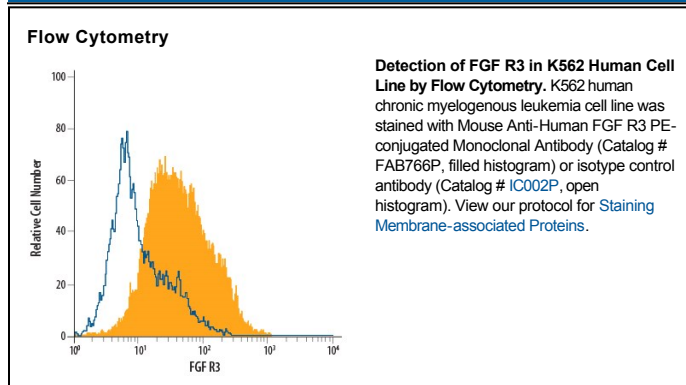 Flow Cytometry
100
80
60
40
20
0
Relative Cell Number
10⁰ 10¹ 10² 10³ 10⁴
FGF R3
Detection of FGF R3 in K562 Human Cell
Line by Flow Cytometry. K562 human
chronic myelogenous leukemia cell line was
stained with Mouse Anti-Human FGF R3 PE-
conjugated Monoclonal Antibody (Catalog #
FAB766P, filled histogram) or isotype control
antibody (Catalog # IC002P, open
histogram). View our protocol for Staining
Membrane-associated Proteins.